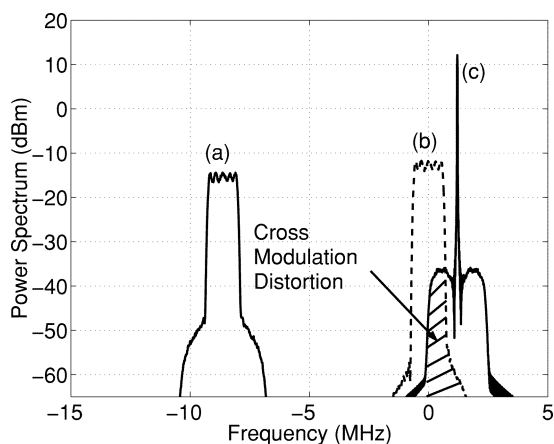 20
10
0
−10
−20
−30
−40
−50
−60
Power Spectrum (dBm)
(a)
(b)
(c)
Cross
Modulation
Distortion
−15
−10
−5
0
5
Frequency (MHz)